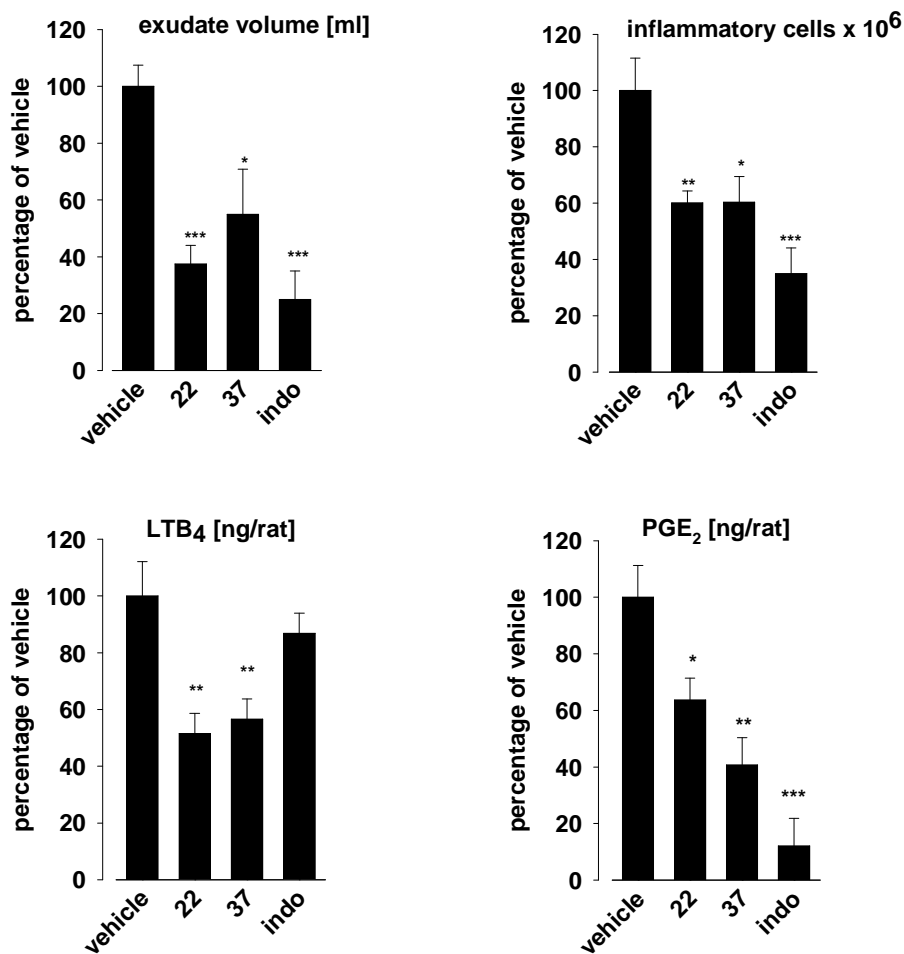 exudate volume [ml]
percentage of vehicle
120
100
80
60
40
20
0
***
*
***
vehicle
22
37
indo
inflammatory cells x 10⁶
percentage of vehicle
120
100
80
60
40
20
0
**
*
***
vehicle
22
37
indo
LTB₄ [ng/rat]
percentage of vehicle
120
100
80
60
40
20
0
**
**
vehicle
22
37
indo
PGE₂ [ng/rat]
percentage of vehicle
120
100
80
60
40
20
0
*
**
***
vehicle
22
37
indo